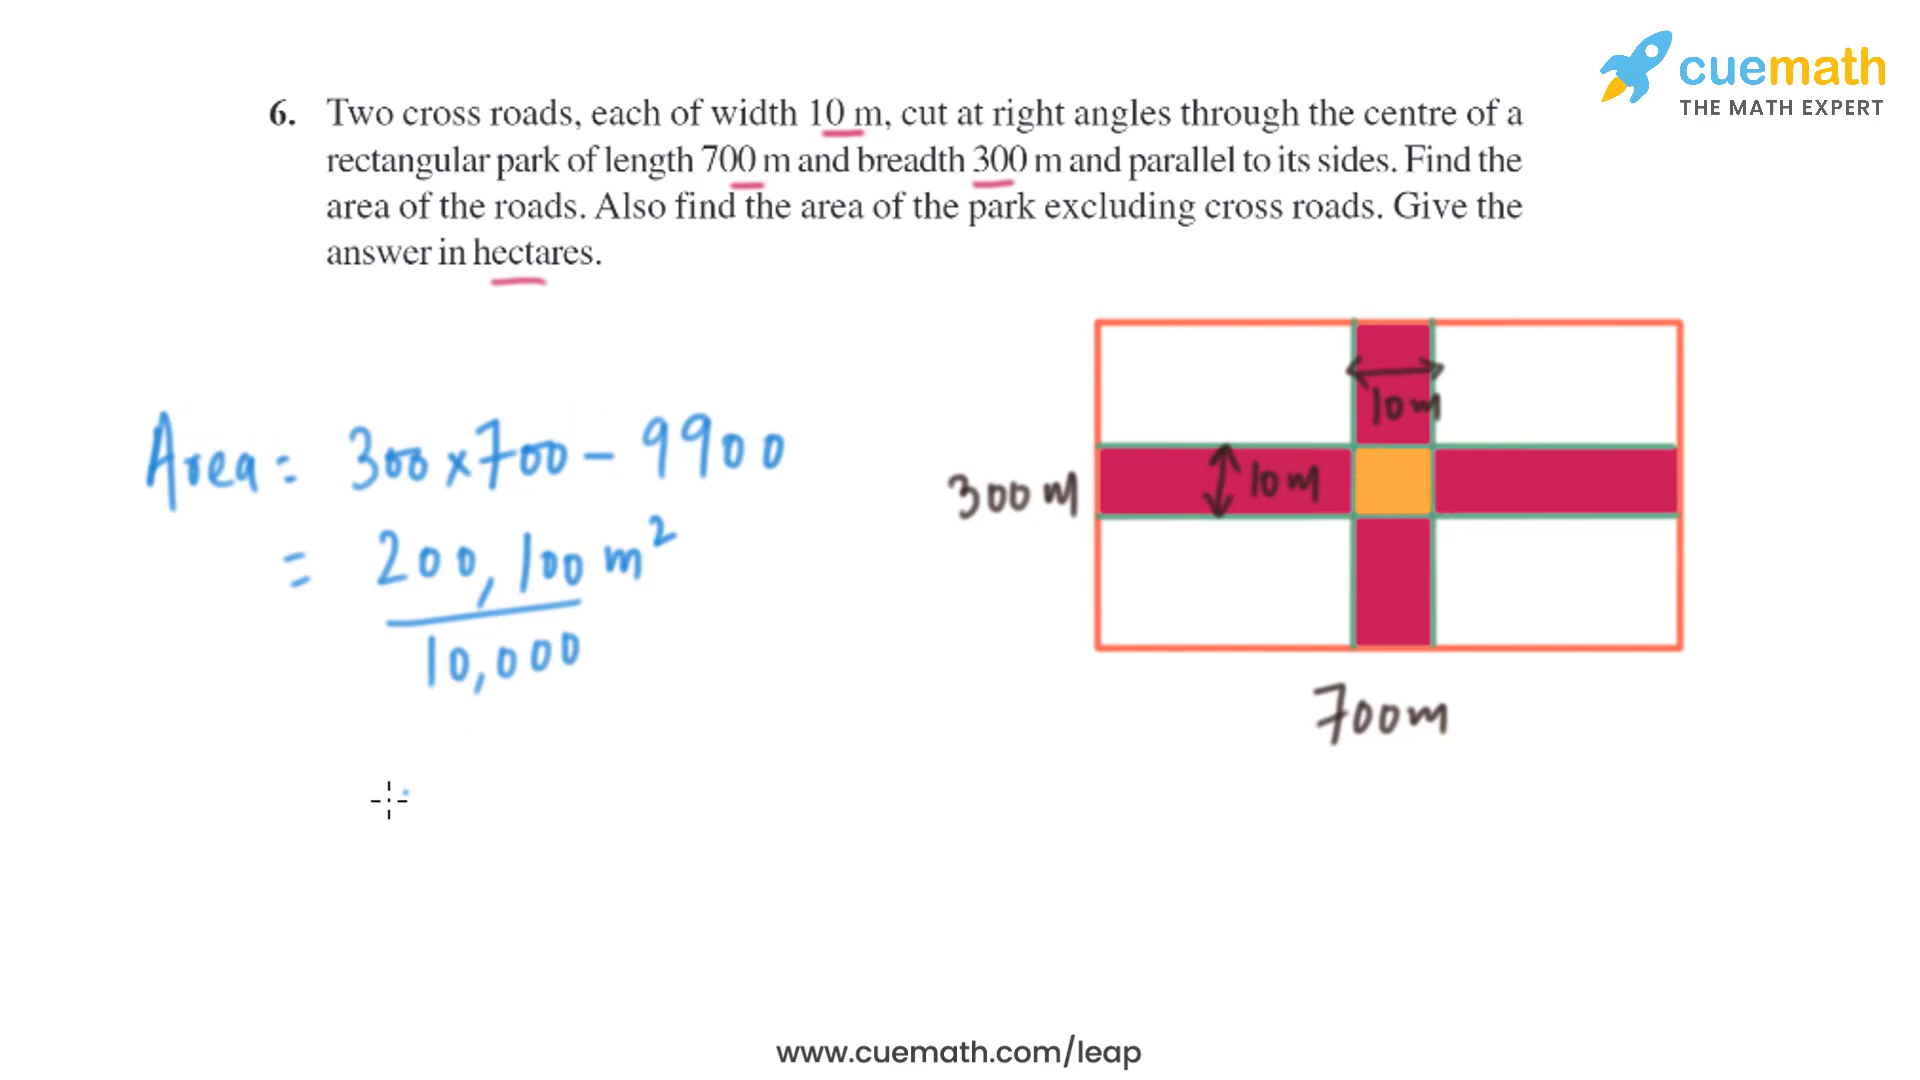 cuemath
THE MATH EXPERT
6. Two cross roads, each of width 10 m, cut at right angles through the centre of a
rectangular park of length 700 m and breadth 300 m and parallel to its sides. Find the
area of the roads. Also find the area of the park excluding cross roads. Give the
answer in hectares.
Area = 300 x 700 - 9900
= 200,100 m²
10,000
10 m
10 m
300 m
700 m
www.cuemath.com/leap